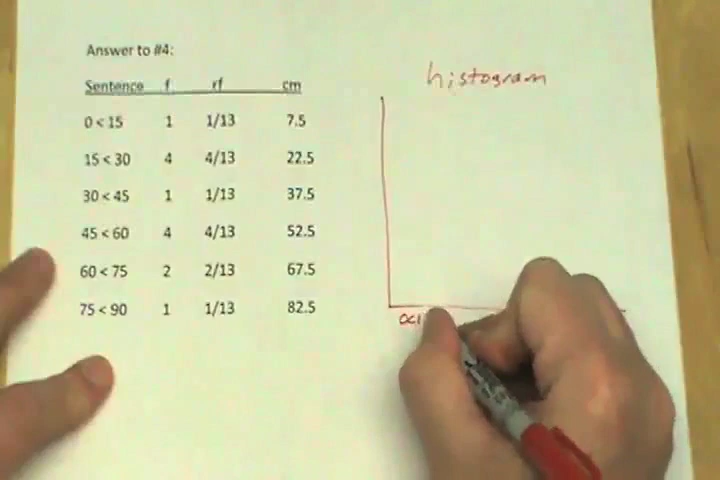 Answer to #4:
histogram
Sentence f rf cm
0 < 15 1 1/13 7.5
15 < 30 4 4/13 22.5
30 < 45 1 1/13 37.5
45 < 60 4 4/13 52.5
60 < 75 2 2/13 67.5
75 < 90 1 1/13 82.5